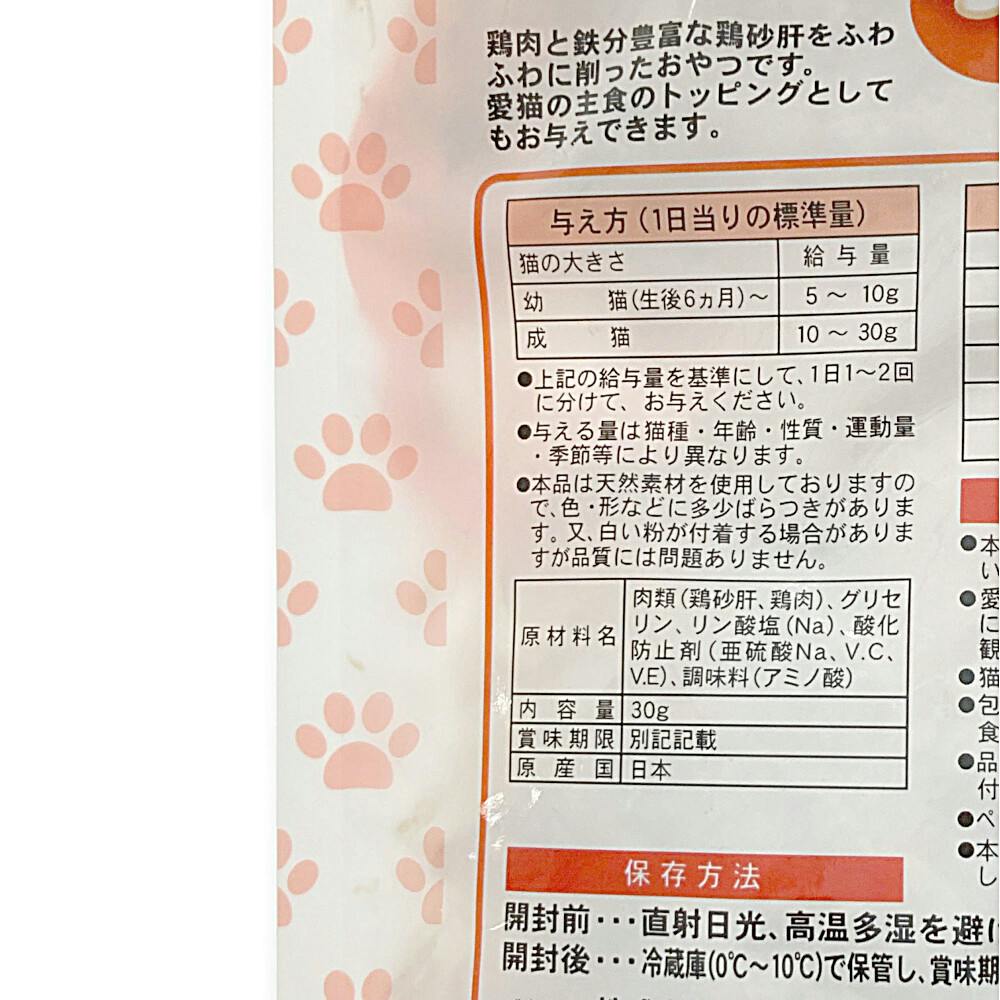 鶏肉と鉄分豊富な鶏砂肝をふわ
ふわに削ったおやつです。
愛猫の主食のトッピングとして
もお与えできます。
与え方(1日当りの標準量)
猫の大きさ 給与量
幼 猫(生後6ヵ月)～ 5～10g
成 猫 10～30g
●上記の給与量を基準にして、1日1～2回
に分けて、お与えください。
●与える量は猫種・年齢・性質・運動量
・季節等により異なります。
●本品は天然素材を使用しておりますの
で、色・形などに多少ばらつきがありま
す。又、白い粉が付着する場合がありま
すが品質には問題ありません。
原材料名 肉類(鶏砂肝、鶏肉)、グリセ
リン、リン酸塩(Na)、酸化
防止剤(亜硫酸Na、V.C、
V.E)、調味料(アミノ酸)
内容量 30g
賞味期限 別記記載
原産国 日本
保存方法
開封前・・・直射日光、高温多湿を避
開封後・・・冷蔵庫(0℃～10℃)で保管し、賞味期
●本
い
●愛
に
観
●猫
●包
食
●品
付
●ペ
●本
し